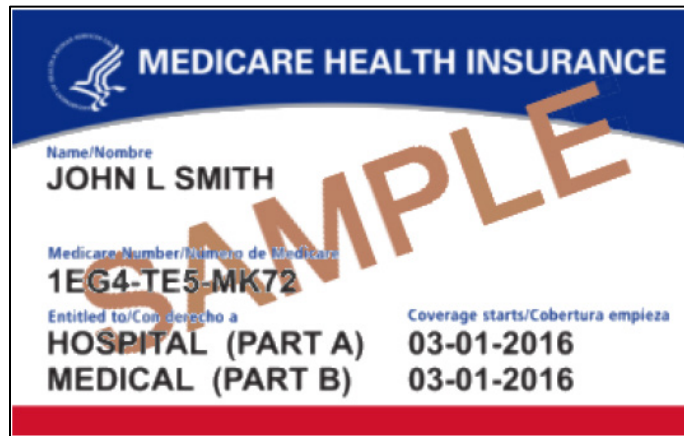 MEDICARE HEALTH INSURANCE
Name/Nombre
JOHN L SMITH
Medicare Number/Número de Medicare
1EG4-TE5-MK72
Entitled to/Con derecho a Coverage starts/Cobertura empieza
HOSPITAL (PART A) 03-01-2016
MEDICAL (PART B) 03-01-2016
SAMPLE